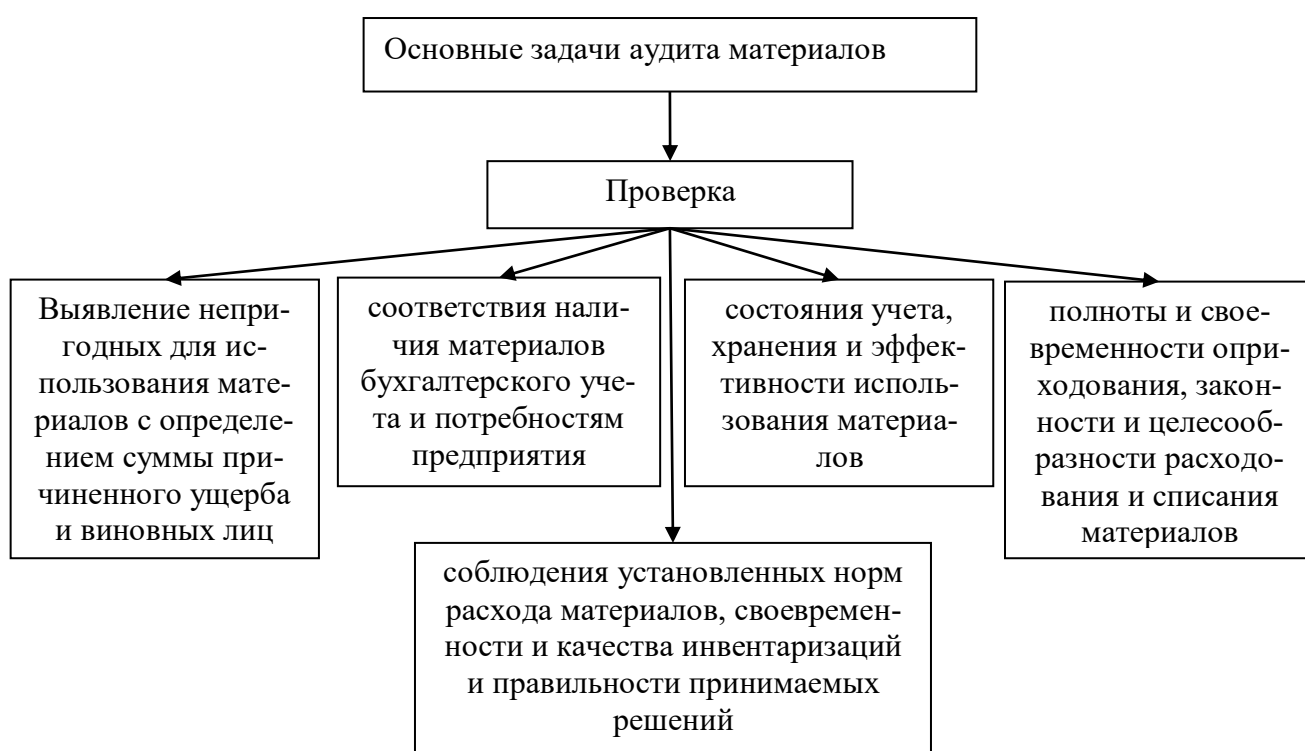 Основные задачи аудита материалов
Проверка
Выявление непри-
годных для ис-
пользования мате-
риалов с определе-
нием суммы при-
чиненного ущерба
и виновных лиц
соответствия нали-
чия материалов
бухгалтерского уче-
та и потребностям
предприятия
состояния учета,
хранения и эффек-
тивности исполь-
зования материа-
лов
полноты и свое-
временности опри-
ходования, закон-
ности и целесооб-
разности расходо-
вания и списания
материалов
соблюдения установленных норм
расхода материалов, своевремен-
ности и качества инвентаризаций
и правильности принимаемых
решений